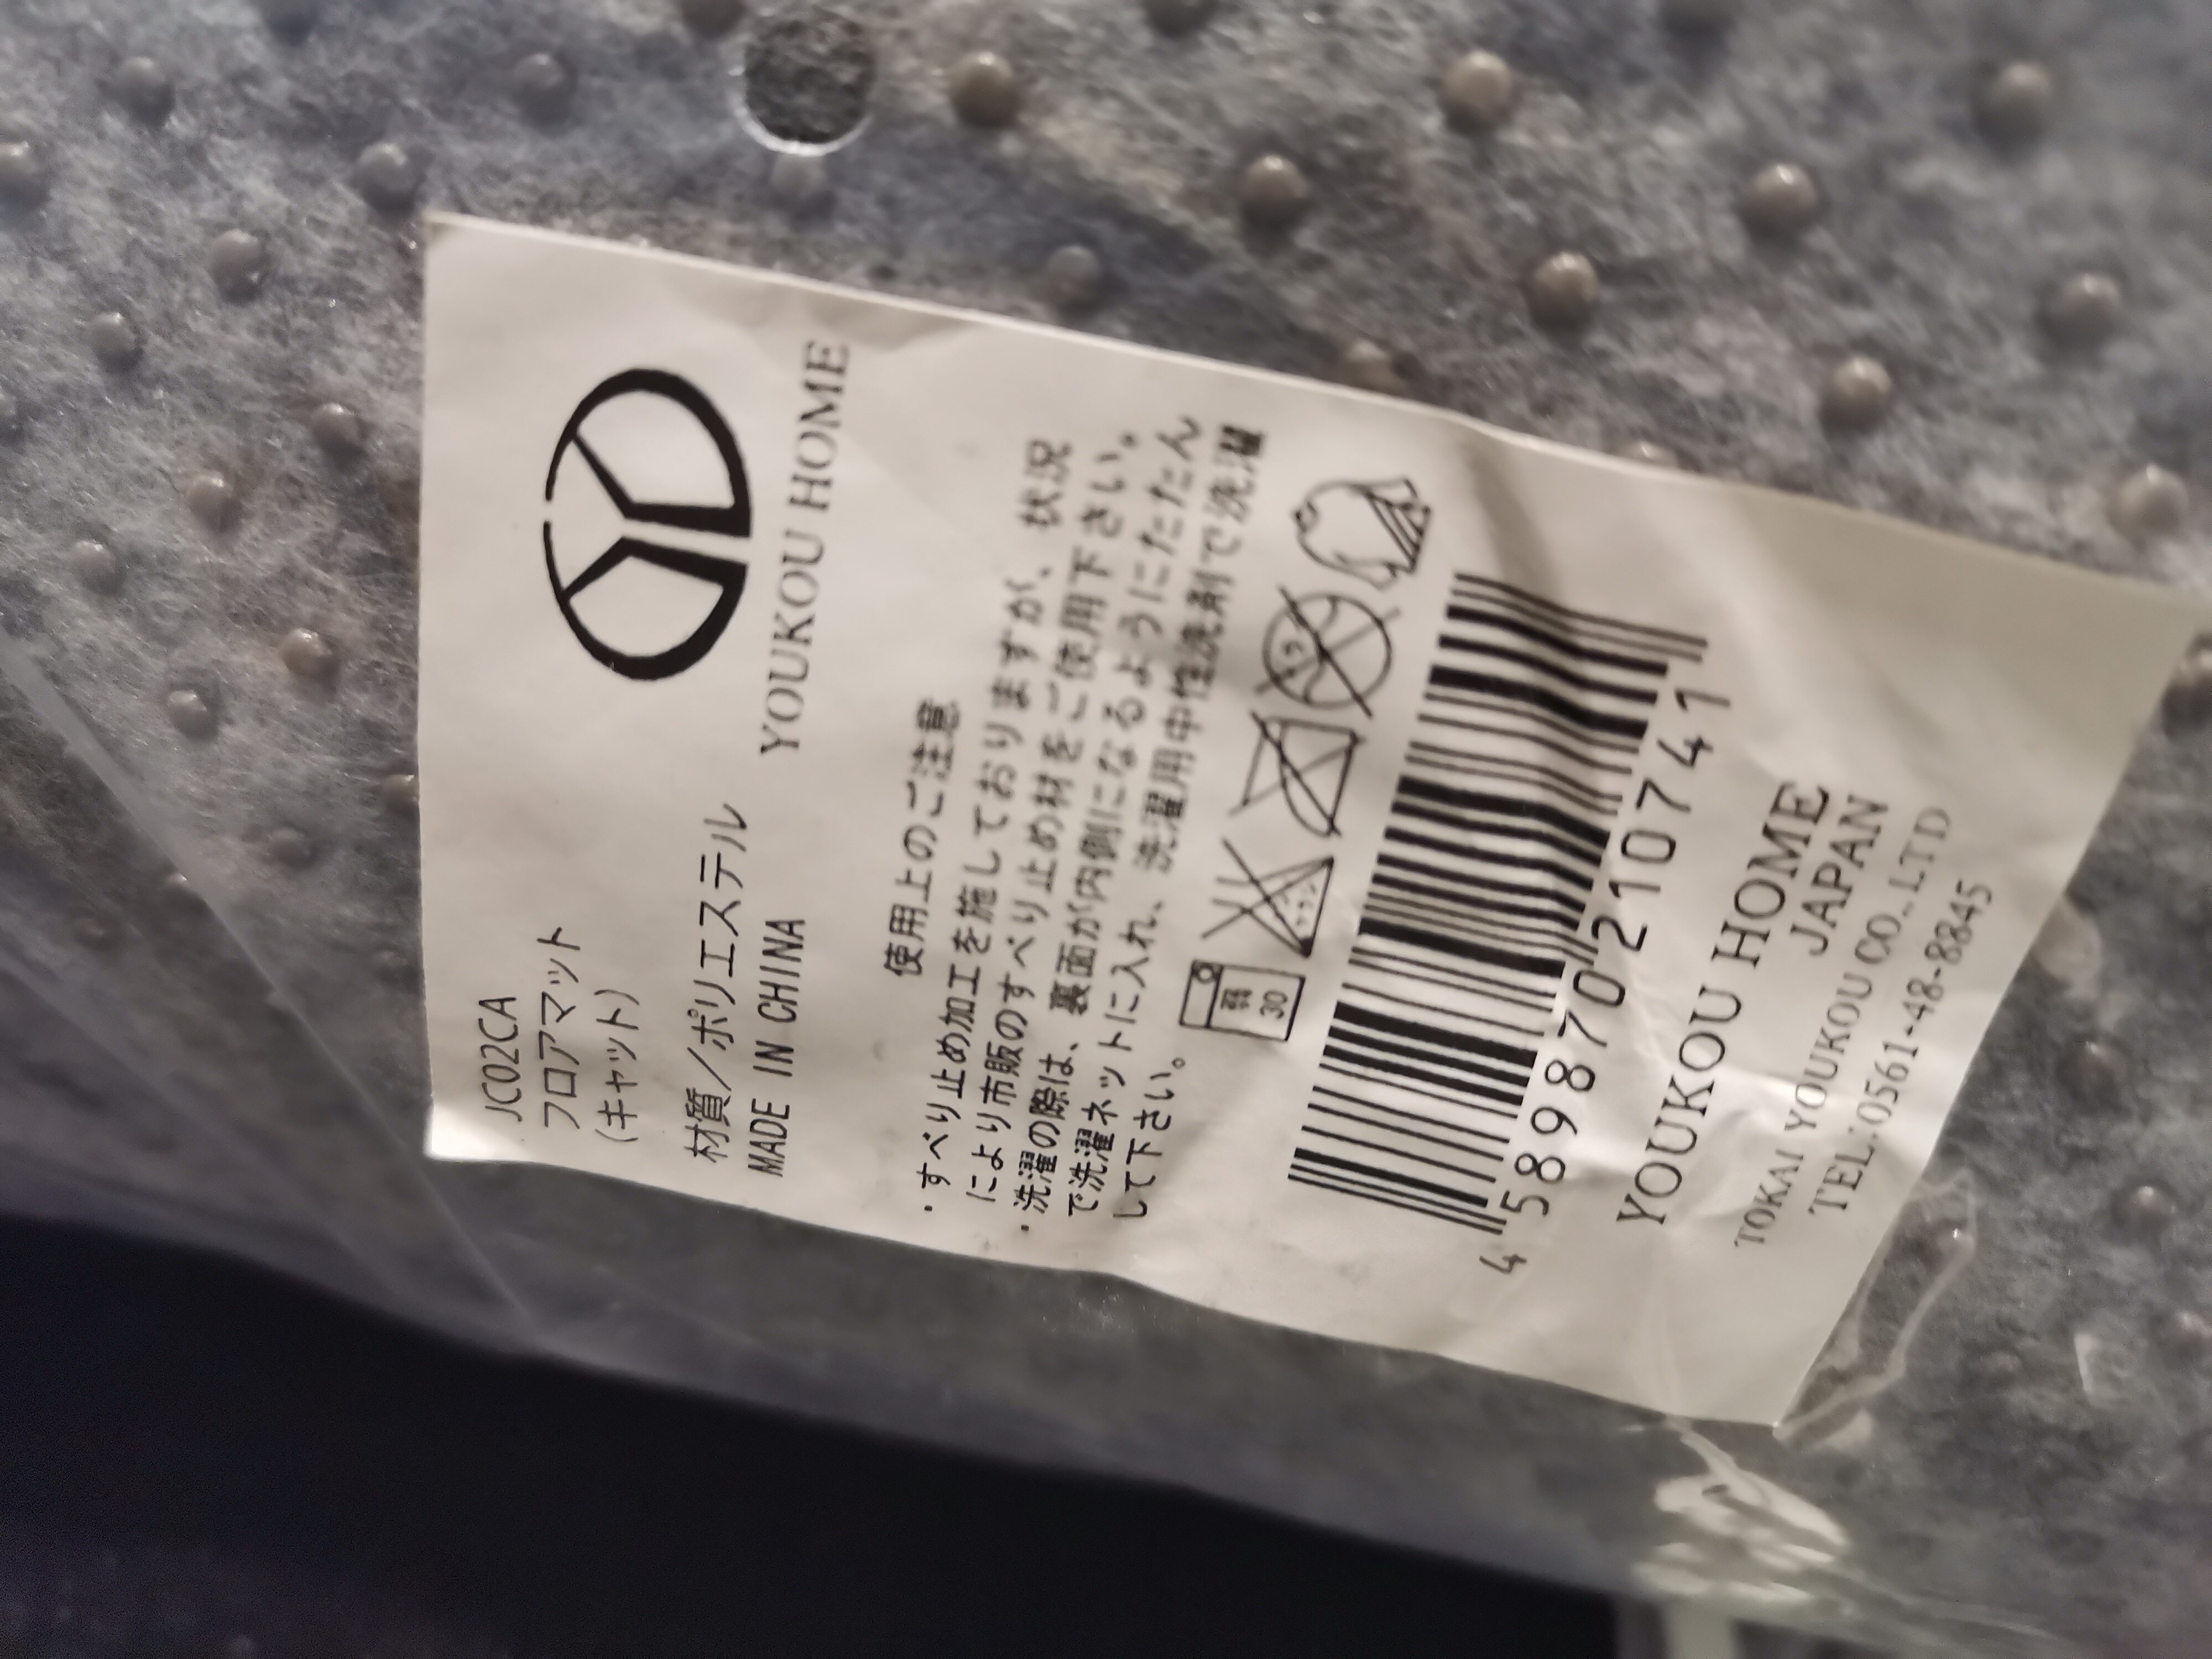 JC02CA
フロアマット
(キャット)
材質／ポリエステル
MADE IN CHINA
YOUKOU HOME
使用上のご注意
・すべり止め加工を施しておりますが、状況
により市販のすべり止め材をご使用下さい。
・洗濯の際は、裏面が内側になるようにたたん
で洗濯ネットに入れ、洗濯用中性洗剤で洗濯
して下さい。
弱
30
4 589870 210741
YOUKOU HOME
JAPAN
TOKAI YOUKOU CO.,LTD
TEL:0561-48-8845